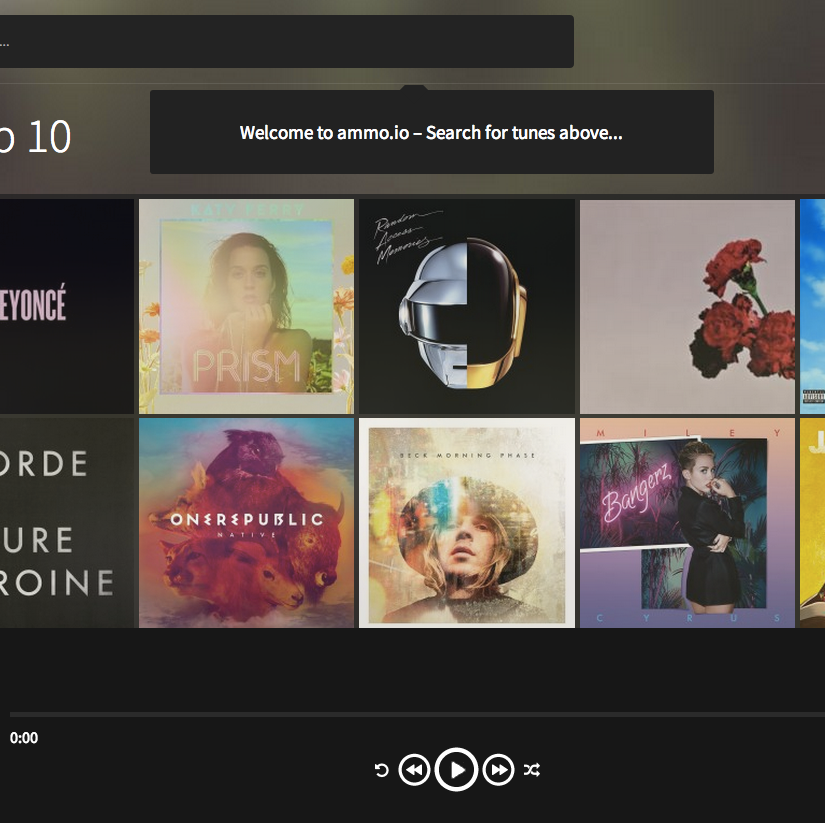 ...
o 10
Welcome to ammo.io – Search for tunes above...
EYONCÉ
KATY PERRY
PRISM
Random
Access
Memories
ORDE
URE
ROINE
ONEREPUBLIC
NATIVE
BECK MORNING PHASE
MILEY
Bangerz
CYRUS
J
0:00